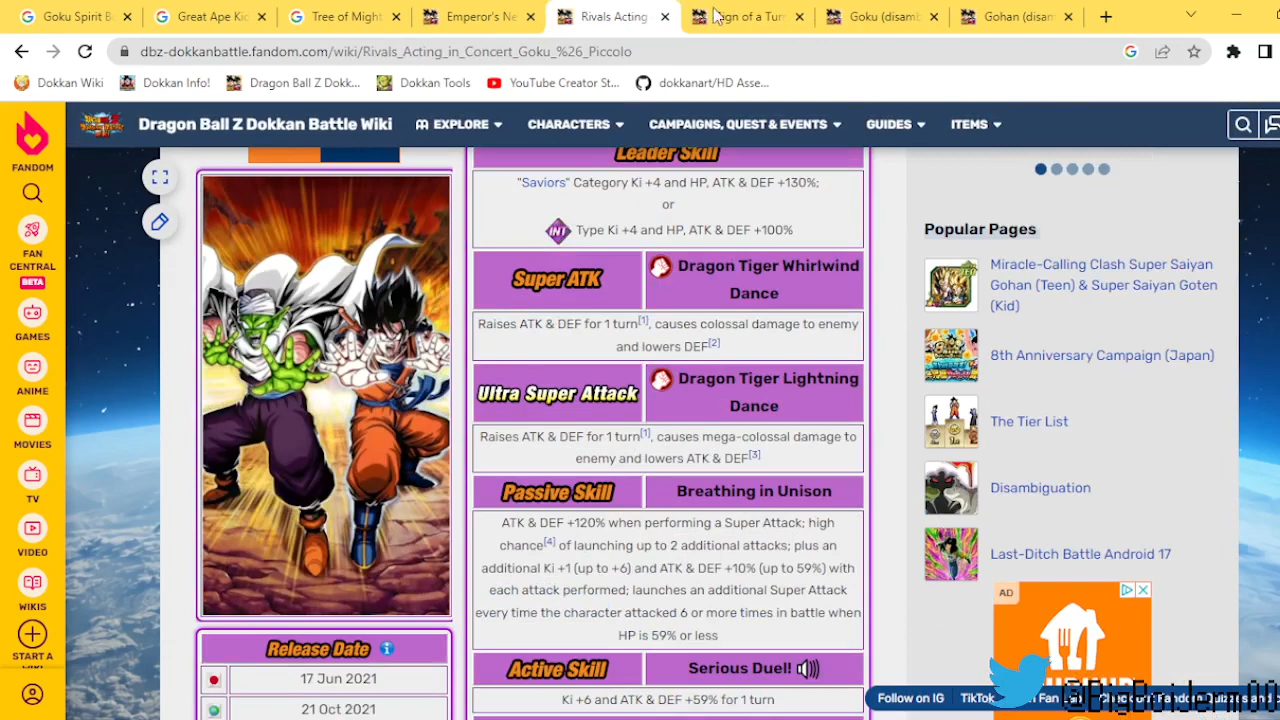 Goku Spirit B
Great Ape Kid
Tree of Might
Emperor's Ne
Rivals Acting
ign of a Turn
Goku (disamb
Gohan (disam
dbz-dokkanbattle.fandom.com/wiki/Rivals_Acting_in_Concert_Goku_%26_Piccolo
Dokkan Wiki
Dokkan Info!
Dragon Ball Z Dokk...
Dokkan Tools
YouTube Creator St...
dokkanart/HD Asse...
Dragon Ball Z Dokkan Battle Wiki
EXPLORE
CHARACTERS
CAMPAIGNS, QUEST & EVENTS
GUIDES
ITEMS
FANDOM
FAN
CENTRAL
BETA
GAMES
ANIME
MOVIES
TV
VIDEO
WIKIS
START A
Leader Skill
"Saviors" Category Ki +4 and HP, ATK & DEF +130%;
or
INT Type Ki +4 and HP, ATK & DEF +100%
Super ATK
Dragon Tiger Whirlwind
Dance
Raises ATK & DEF for 1 turn[1], causes colossal damage to enemy
and lowers DEF[2]
Ultra Super Attack
Dragon Tiger Lightning
Dance
Raises ATK & DEF for 1 turn[1], causes mega-colossal damage to
enemy and lowers ATK & DEF[3]
Passive Skill
Breathing in Unison
ATK & DEF +120% when performing a Super Attack; high
chance[4] of launching up to 2 additional attacks; plus an
additional Ki +1 (up to +6) and ATK & DEF +10% (up to 59%) with
each attack performed; launches an additional Super Attack
every time the character attacked 6 or more times in battle when
HP is 59% or less
Active Skill
Serious Duel!
Ki +6 and ATK & DEF +59% for 1 turn
Release Date
17 Jun 2021
21 Oct 2021
Popular Pages
Miracle-Calling Clash Super Saiyan
Gohan (Teen) & Super Saiyan Goten
(Kid)
8th Anniversary Campaign (Japan)
The Tier List
Disambiguation
Last-Ditch Battle Android 17
AD
Follow on IG
TikTok